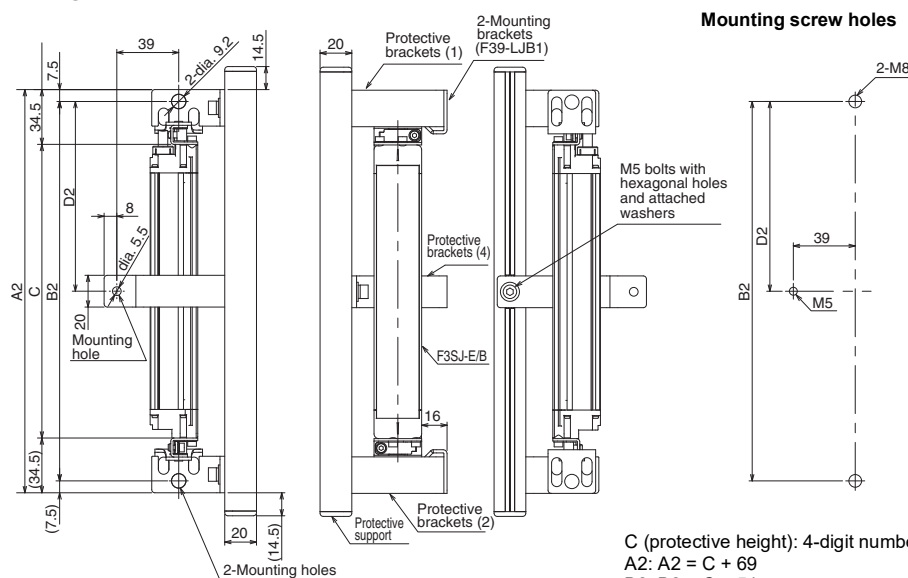 Mounting screw holes
2-Mounting
brackets
(F39-LJB1)
Protective
brackets (1)
39
2-dia. 9.2
14.5
20
7.5
34.5
2-M8
M5 bolts with
hexagonal holes
and attached
washers
D2
8
dia. 5.5
Protective
brackets (4)
D2
39
A2
C
B2
B2
M5
20
Mounting
hole
F3SJ-E/B
16
(34.5)
(7.5)
Protective
brackets (2)
Protective
support
20
(14.5)
2-Mounting holes
C (protective height): 4-digit numbe
A2: A2 = C + 69